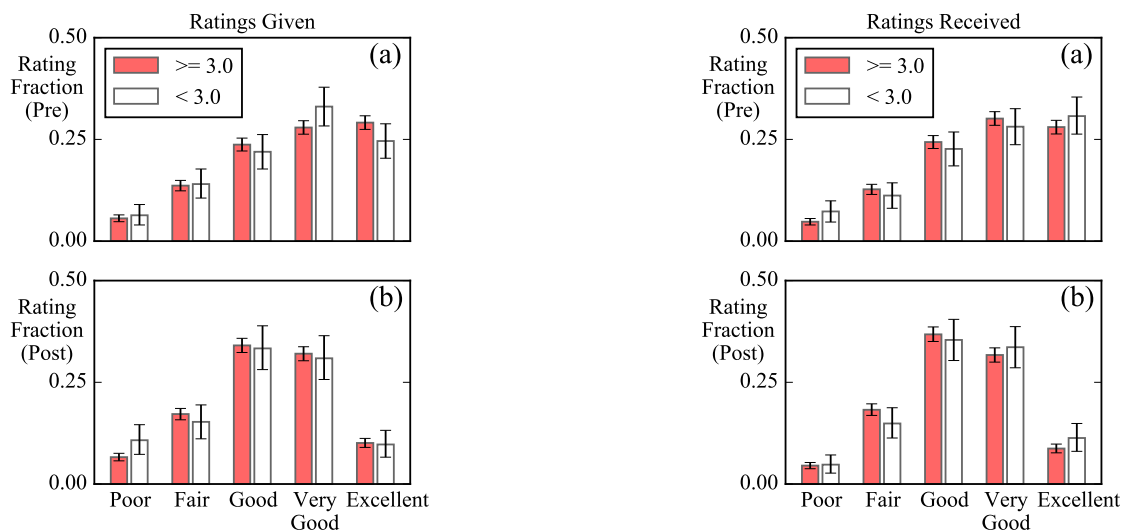 Ratings Given
0.50
(a)
>= 3.0
< 3.0
Rating
Fraction
(Pre)
0.25
0.00
0.50
(b)
Rating
Fraction
(Post)
0.25
0.00
Poor Fair Good Very Excellent
Good
Ratings Received
0.50
(a)
>= 3.0
< 3.0
Rating
Fraction
(Pre)
0.25
0.00
0.50
(b)
Rating
Fraction
(Post)
0.25
0.00
Poor Fair Good Very Excellent
Good